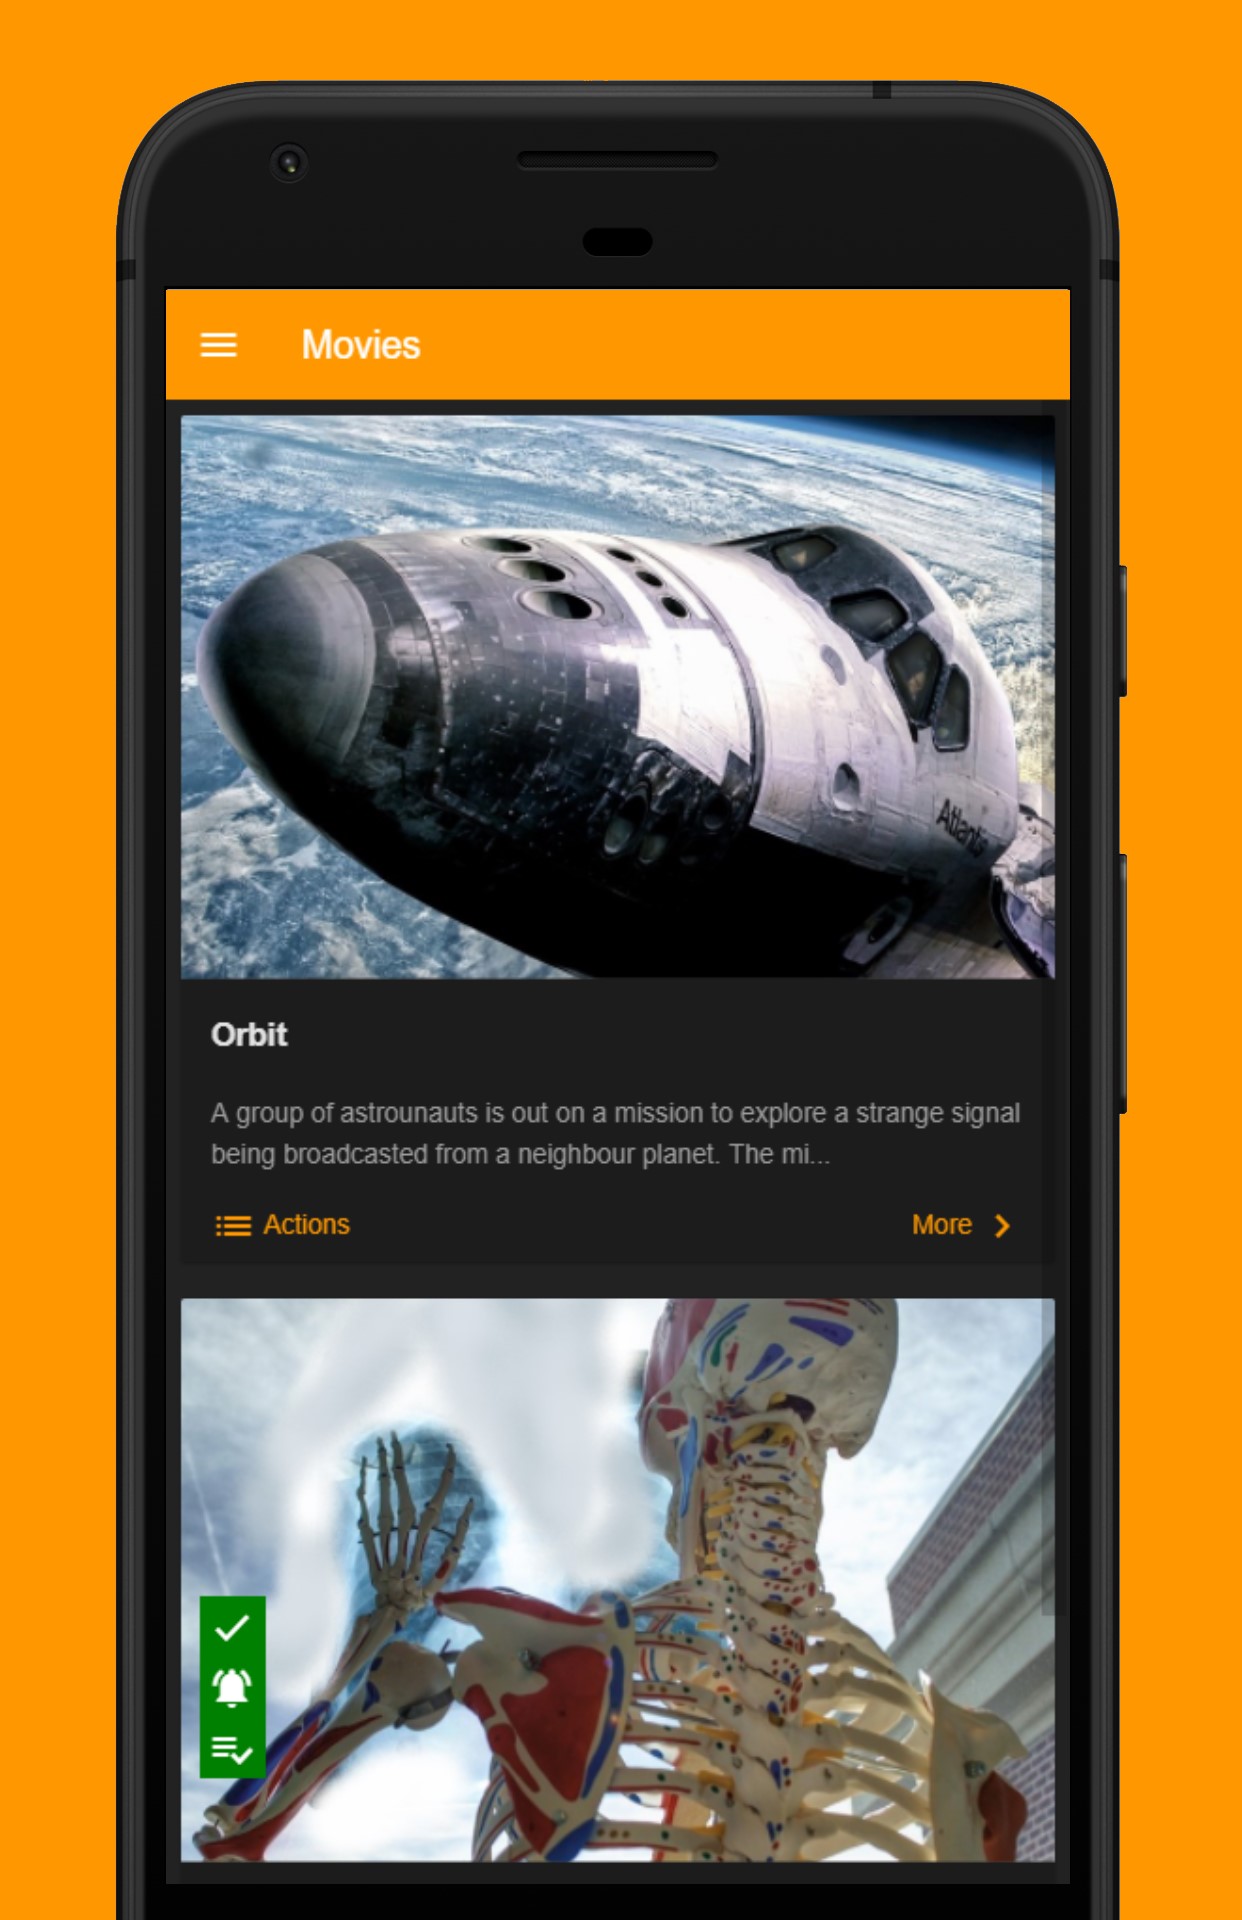 Movies
Atlantis
Orbit
A group of astrounauts is out on a mission to explore a strange signal
being broadcasted from a neighbour planet. The mi...
Actions
More